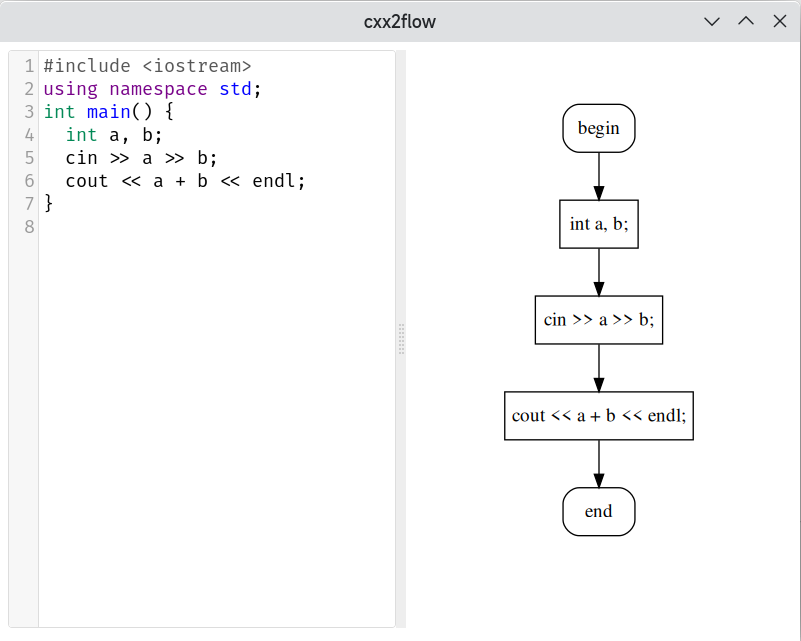 cxx2flow
1 #include <iostream>
2 using namespace std;
3 int main() {
4   int a, b;
5   cin >> a >> b;
6   cout << a + b << endl;
7 }
8
begin
int a, b;
cin >> a >> b;
cout << a + b << endl;
end